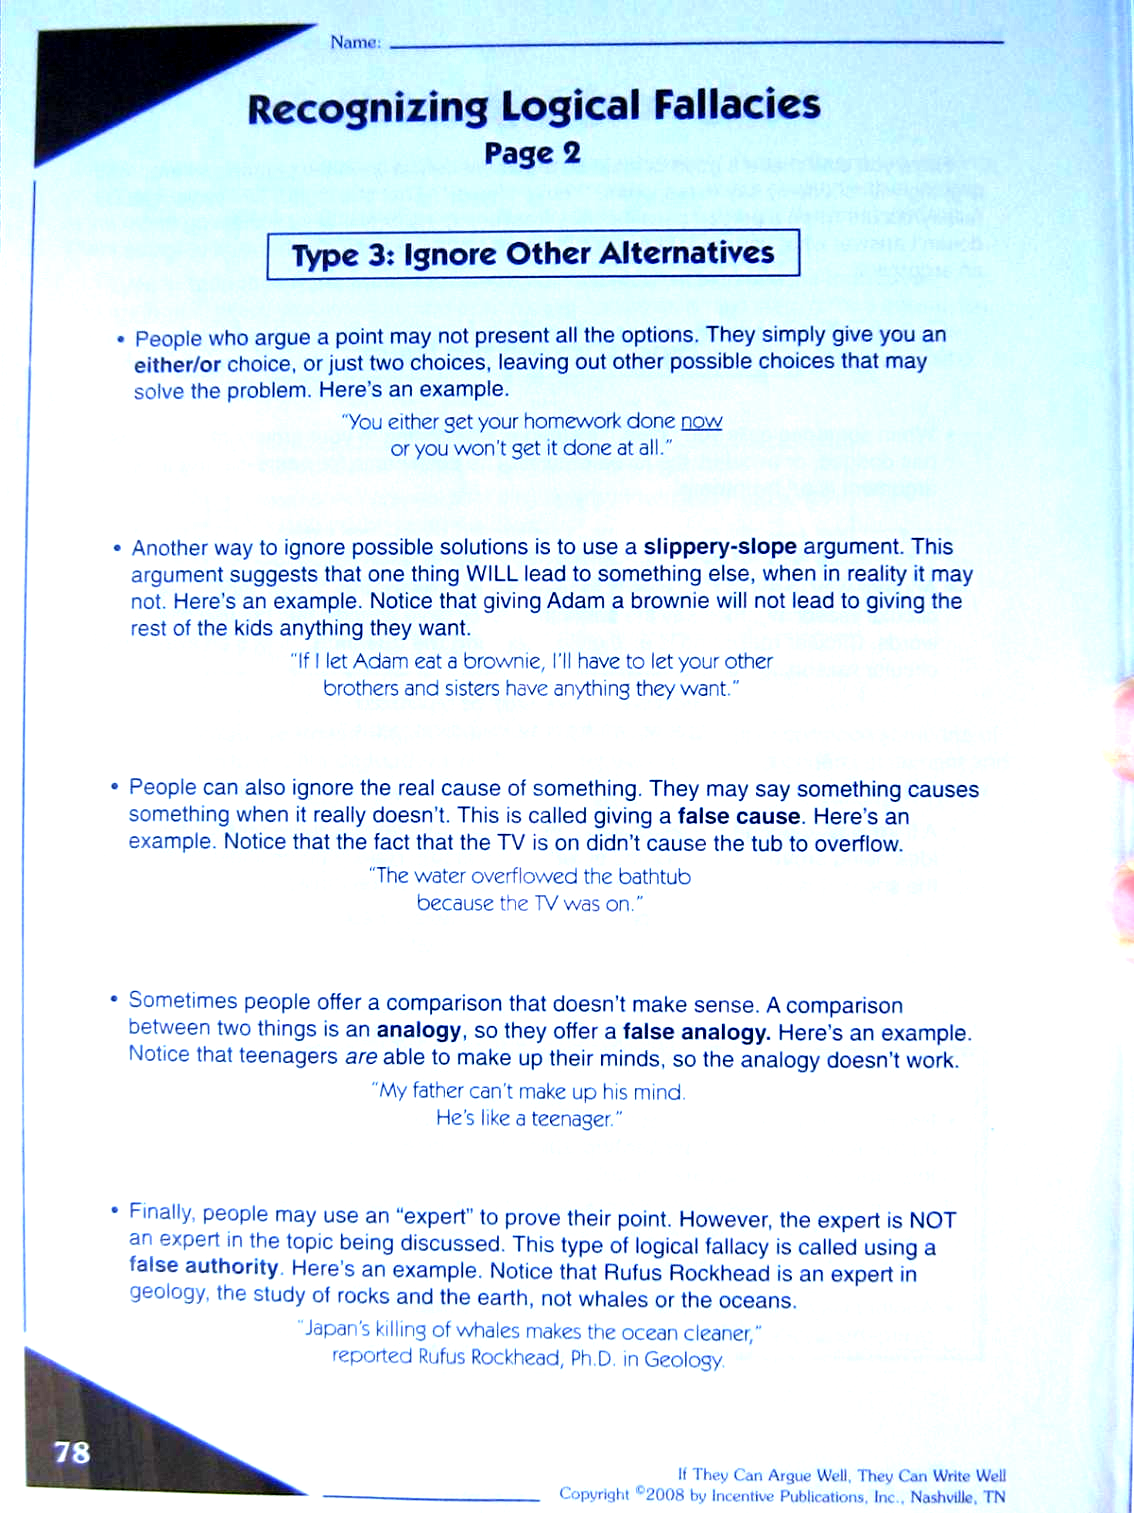 Name:
Recognizing Logical Fallacies
Page 2
Type 3: Ignore Other Alternatives
• People who argue a point may not present all the options. They simply give you an
either/or choice, or just two choices, leaving out other possible choices that may
solve the problem. Here's an example.
"You either get your homework done now
or you won't get it done at all."
• Another way to ignore possible solutions is to use a slippery-slope argument. This
argument suggests that one thing WILL lead to something else, when in reality it may
not. Here's an example. Notice that giving Adam a brownie will not lead to giving the
rest of the kids anything they want.
"If I let Adam eat a brownie, I'll have to let your other
brothers and sisters have anything they want."
• People can also ignore the real cause of something. They may say something causes
something when it really doesn't. This is called giving a false cause. Here's an
example. Notice that the fact that the TV is on didn't cause the tub to overflow.
"The water overflowed the bathtub
because the TV was on."
• Sometimes people offer a comparison that doesn't make sense. A comparison
between two things is an analogy, so they offer a false analogy. Here's an example.
Notice that teenagers are able to make up their minds, so the analogy doesn't work.
"My father can't make up his mind.
He's like a teenager."
• Finally, people may use an "expert" to prove their point. However, the expert is NOT
an expert in the topic being discussed. This type of logical fallacy is called using a
false authority. Here's an example. Notice that Rufus Rockhead is an expert in
geology, the study of rocks and the earth, not whales or the oceans.
"Japan's killing of whales makes the ocean cleaner,"
reported Rufus Rockhead, Ph.D. in Geology.
78
If They Can Argue Well, They Can Write Well
Copyright ©2008 by Incentive Publications, Inc., Nashville, TN